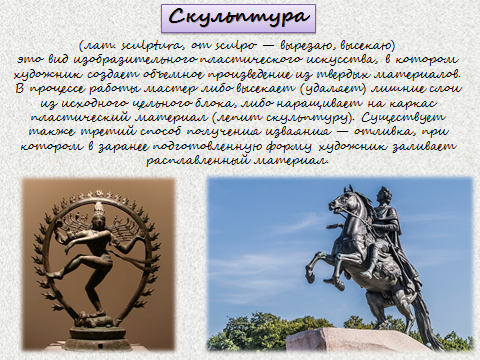 Скульптура
(лат. sculptura, от sculpo — вырезаю, высекаю)
это вид изобразительного пластического искусства, в котором
художник создает объемное произведение из твердых материалов.
В процессе работы мастер либо высекает (удаляет) лишние слои
из исходного цельного блока, либо наращивает на каркас
пластический материал (лепит скульптуру). Существует
также третий способ получения изваяния — отливка, при
котором в заранее подготовленную форму художник заливает
расплавленный материал.